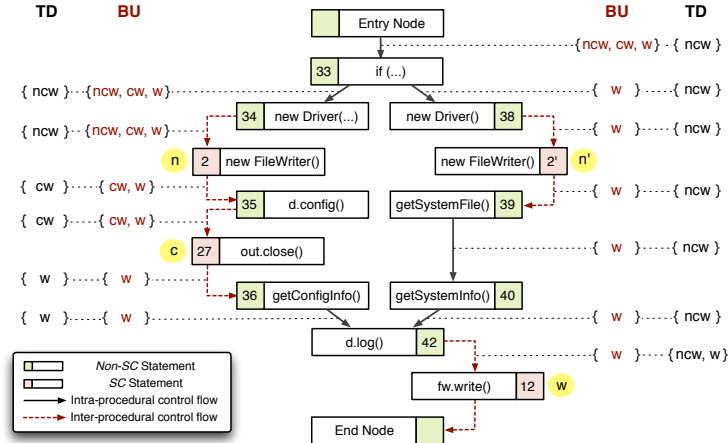 TD BU BU TD
Entry Node
{ncw, cw, w} { ncw }
33 if (...)
{ ncw } {ncw, cw, w} { w } { ncw }
34 new Driver(...) new Driver() 38
{ ncw } {ncw, cw, w} { w } { ncw }
n 2 new FileWriter() new FileWriter() 2' n'
{ cw } { cw, w } { w } { ncw }
35 d.config() getSystemFile() 39
{ cw } { cw, w }
c 27 out.close() { w } { ncw }
{ w } { w }
36 getConfigInfo() getSystemInfo() 40
{ w } { w } { w } { ncw }
d.log() 42
{ w } {ncw, w }
Non-SC Statement
SC Statement
Intra-procedural control flow
Inter-procedural control flow
fw.write() 12 w
End Node